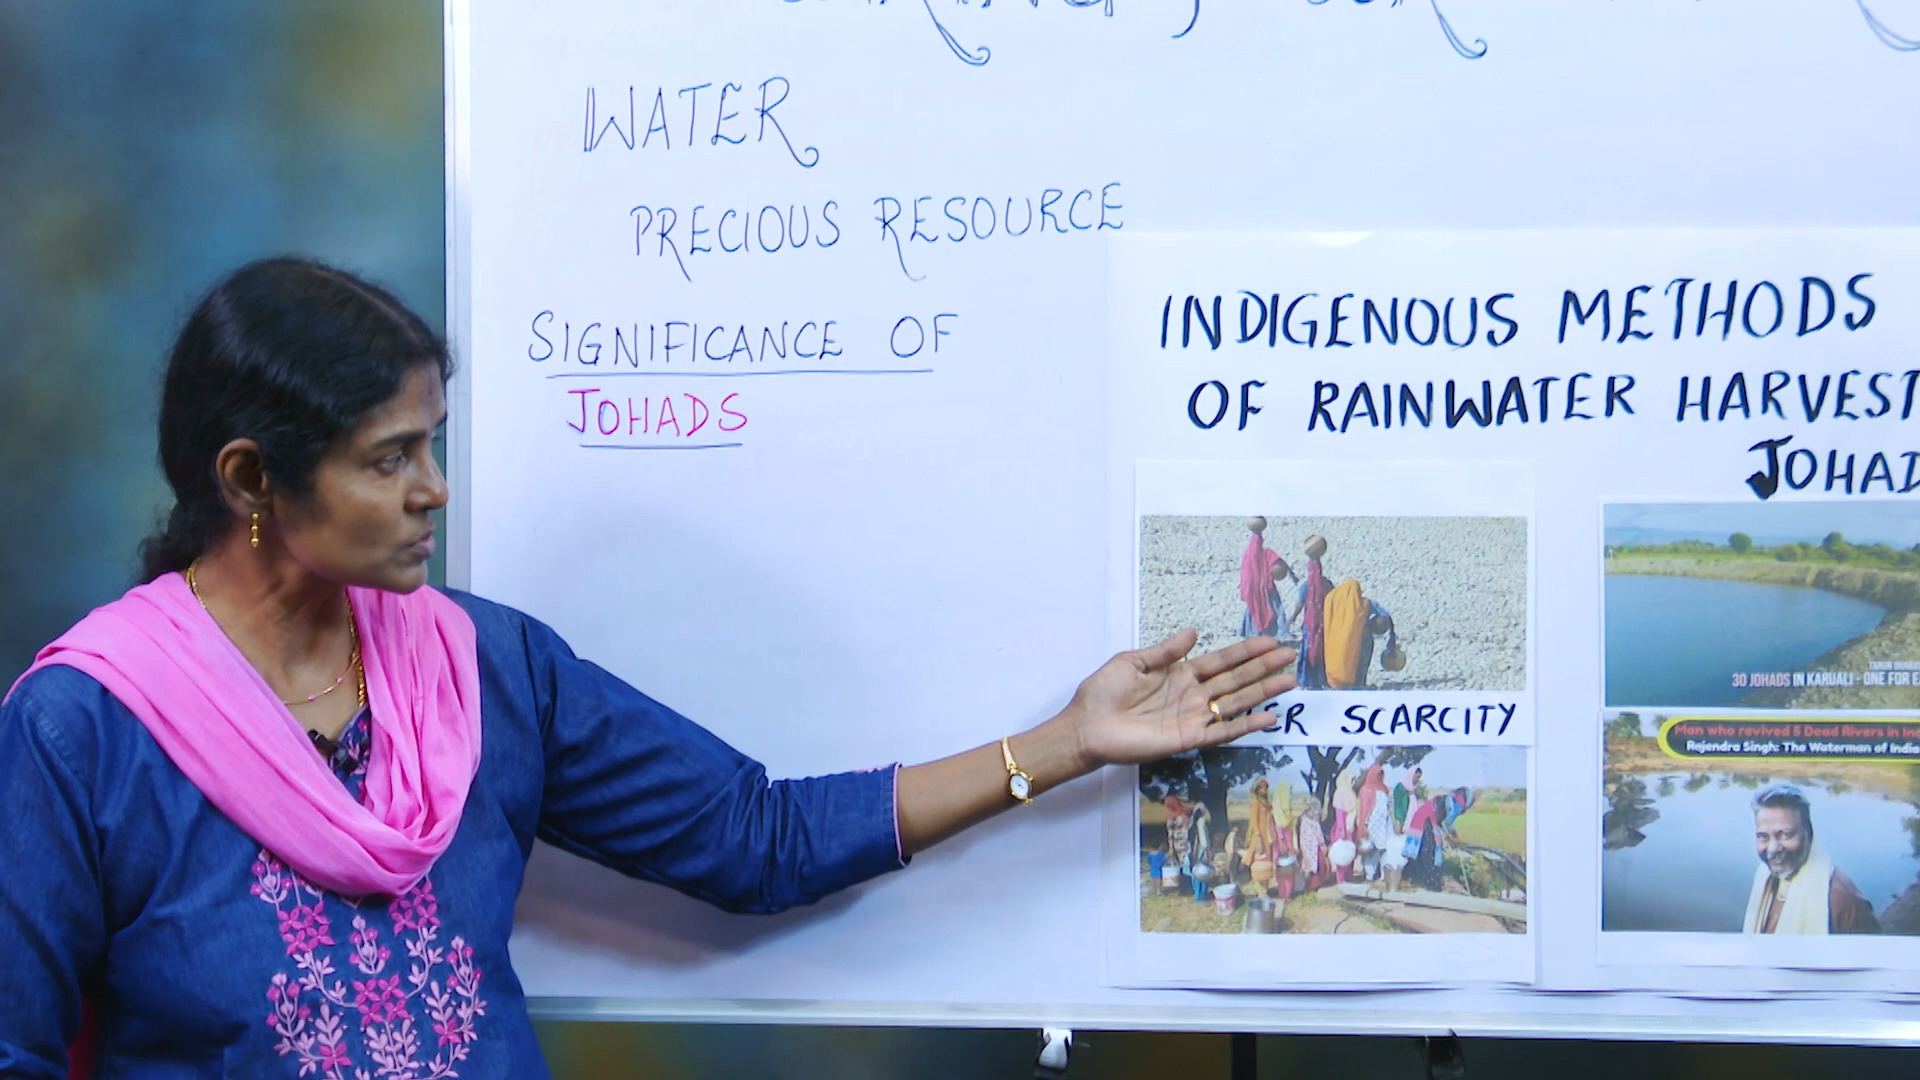 WATER
PRECIOUS RESOURCE
SIGNIFICANCE OF
JOHADS
INDIGENOUS METHODS
OF RAINWATER HARVEST
JOHAD
30 JOHADS IN KARUALI - ONE FOR E
SCARCITY
Man who revived 5 Dead Rivers in In
Rajendra Singh: The Waterman of India